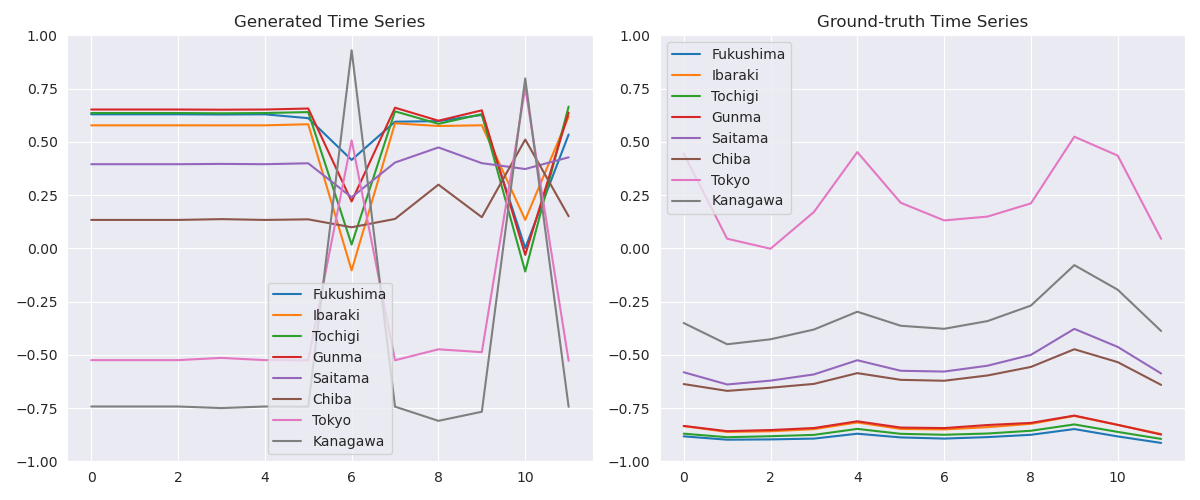 Generated Time Series
1.00
0.75
0.50
0.25
0.00
−0.25
−0.50
−0.75
−1.00
0 2 4 6 8 10
Fukushima
Ibaraki
Tochigi
Gunma
Saitama
Chiba
Tokyo
Kanagawa
Ground-truth Time Series
1.00
0.75
0.50
0.25
0.00
−0.25
−0.50
−0.75
−1.00
0 2 4 6 8 10
Fukushima
Ibaraki
Tochigi
Gunma
Saitama
Chiba
Tokyo
Kanagawa